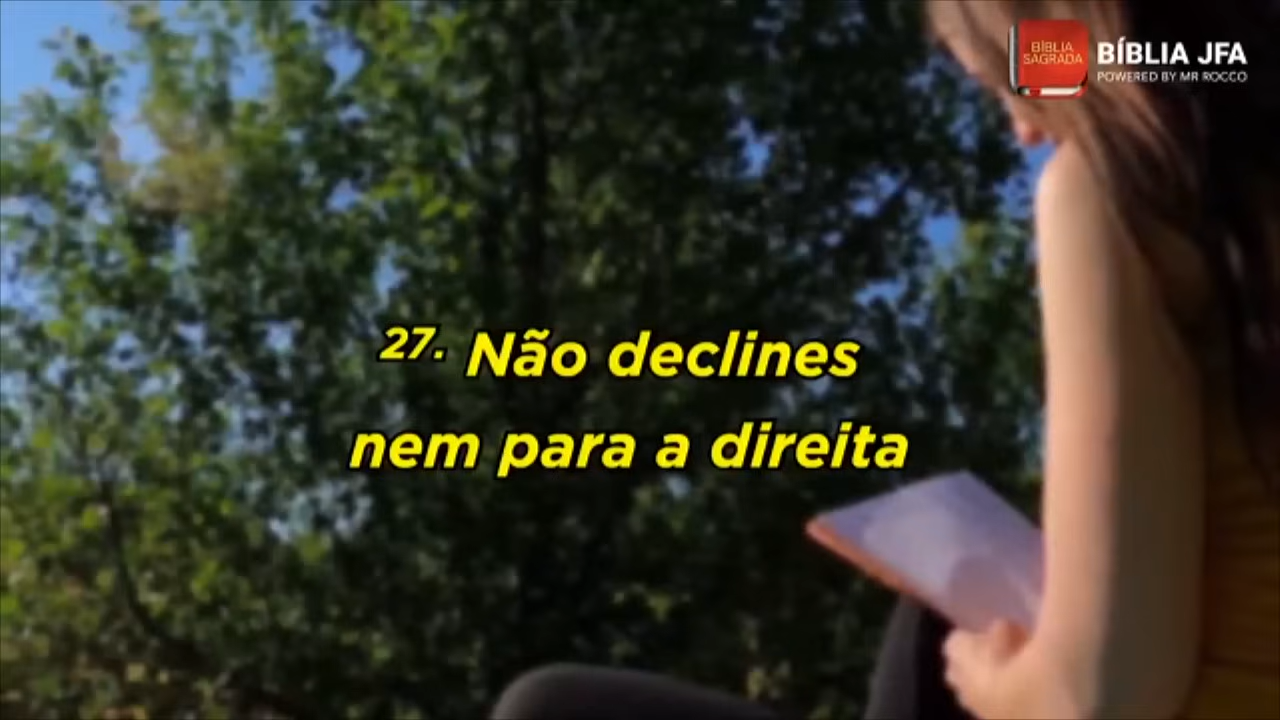 BÍBLIA
SAGRADA
BÍBLIA JFA
POWERED BY MR ROCCO
27. Não declines
nem para a direita